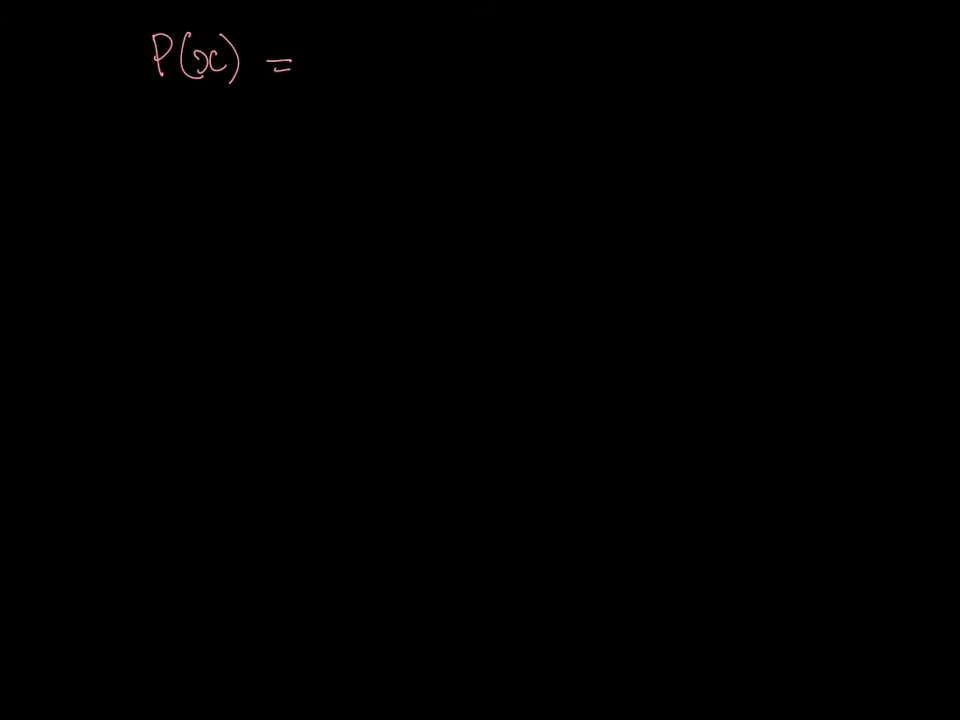 P(x) =